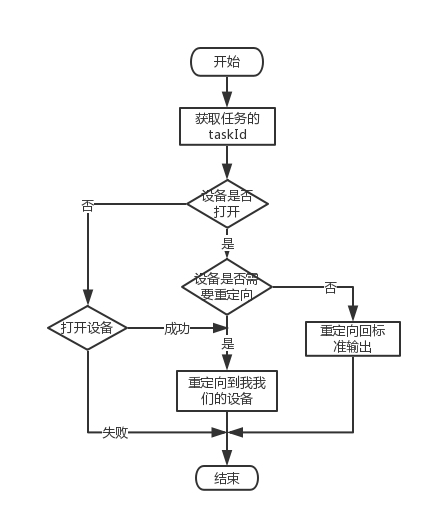 开始
获取任务的
taskId
设备是否
打开
否
是
设备是否需
要重定向
否
打开设备
成功
重定向回标
准输出
是
重定向到我我
们的设备
失败
结束